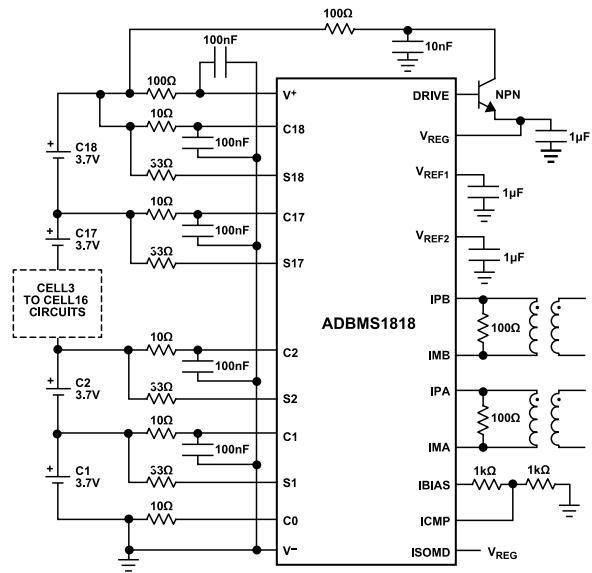 100Ω
100nF
10nF
100Ω
V+
DRIVE
NPN
10Ω
C18
VREG
1µF
C18
3.7V
100nF
33Ω
S18
VREF1
1µF
10Ω
C17
C17
3.7V
100nF
33Ω
S17
VREF2
1µF
CELL3
TO CELL16
CIRCUITS
ADBMS1818
IPB
100Ω
IMB
10Ω
C2
C2
3.7V
100nF
33Ω
S2
IPA
100Ω
IMA
10Ω
C1
100nF
C1
3.7V
33Ω
S1
IBIAS
1kΩ
1kΩ
10Ω
C0
ICMP
V–
ISOMD
VREG